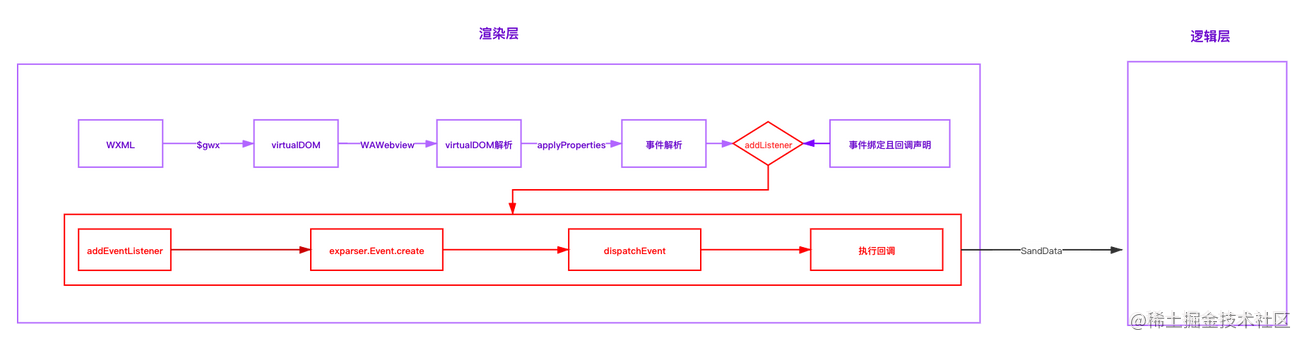 渲染层
逻辑层
WXML
$gwx
virtualDOM
WAWebview
virtualDOM解析
applyProperties
事件解析
addListener
事件绑定且回调声明
addEventListener
exparser.Event.create
dispatchEvent
执行回调
SandData
@稀土掘金技术社区